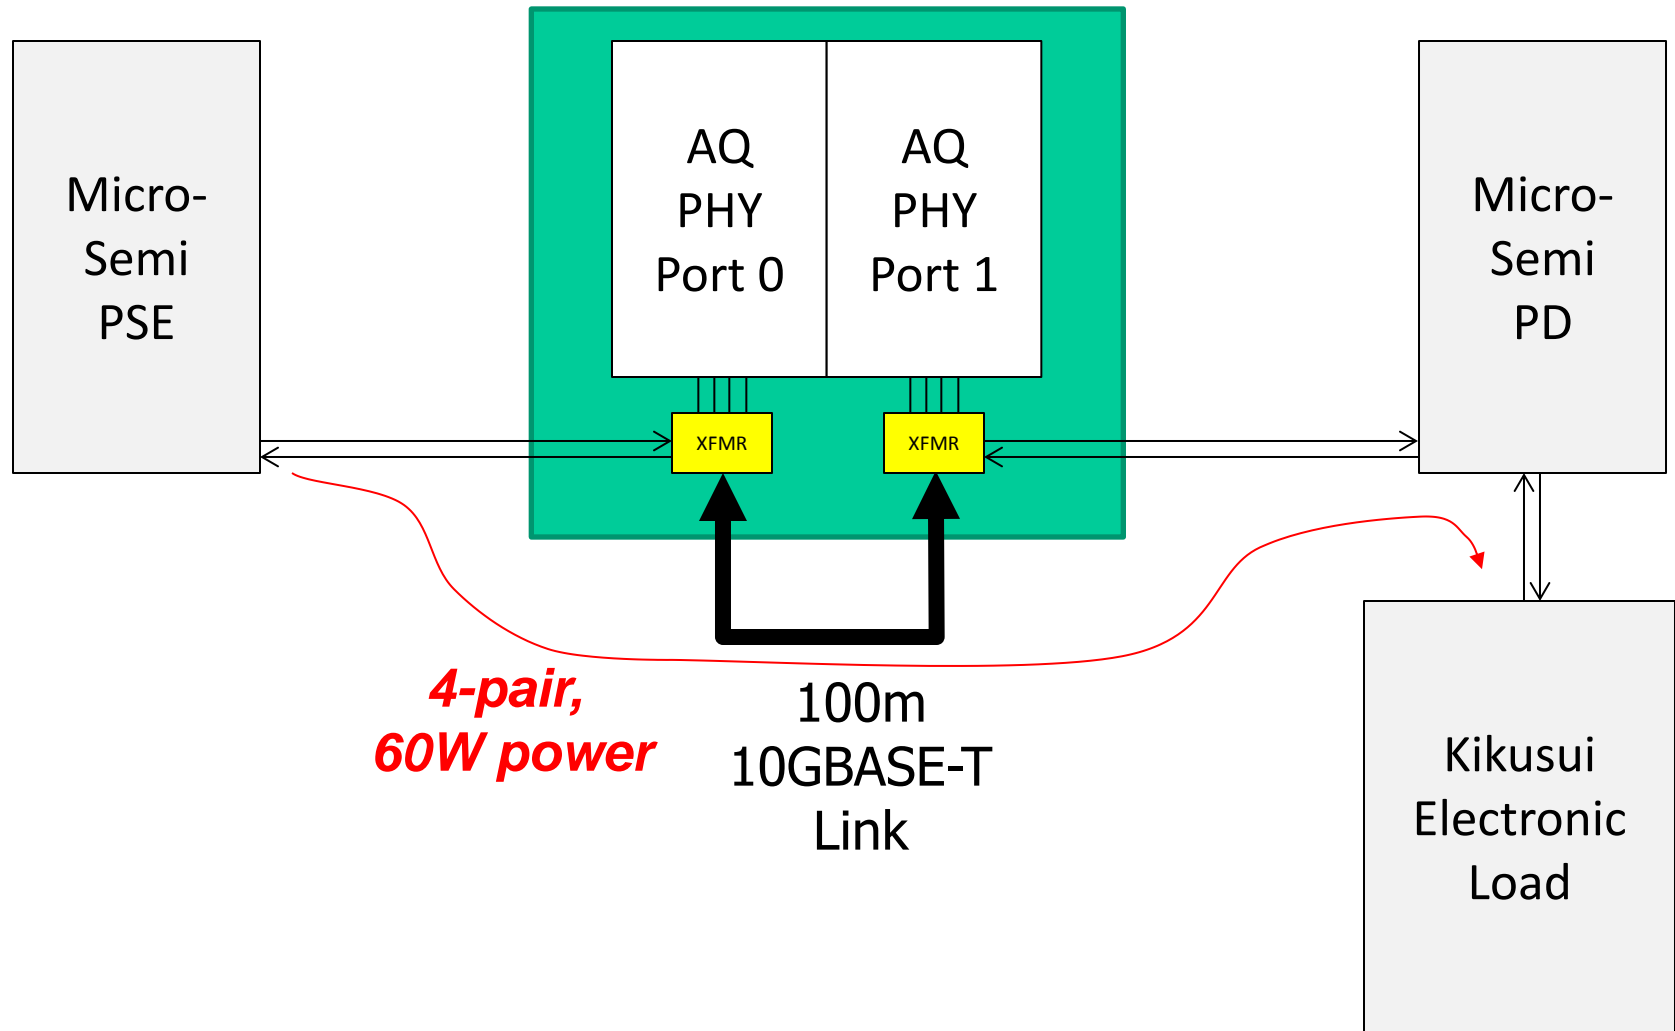 Micro-
Semi
PSE
AQ
PHY
Port 0
AQ
PHY
Port 1
Micro-
Semi
PD
XFMR
XFMR
4-pair,
60W power
100m
10GBASE-T
Link
Kikusui
Electronic
Load